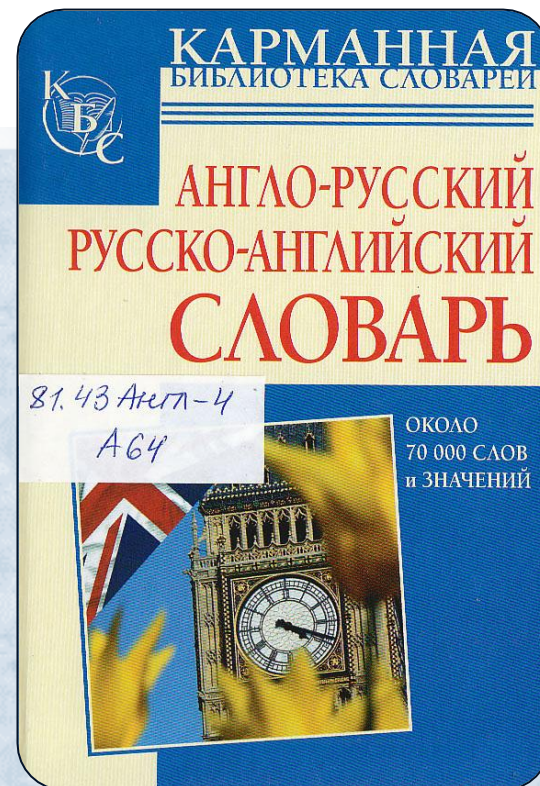 КАРМАННАЯ
БИБЛИОТЕКА СЛОВАРЕЙ
КБС
АНГЛО-РУССКИЙ
РУССКО-АНГЛИЙСКИЙ
СЛОВАРЬ
81.43 Англ-4
А64
ОКОЛО
70 000 СЛОВ
и ЗНАЧЕНИЙ